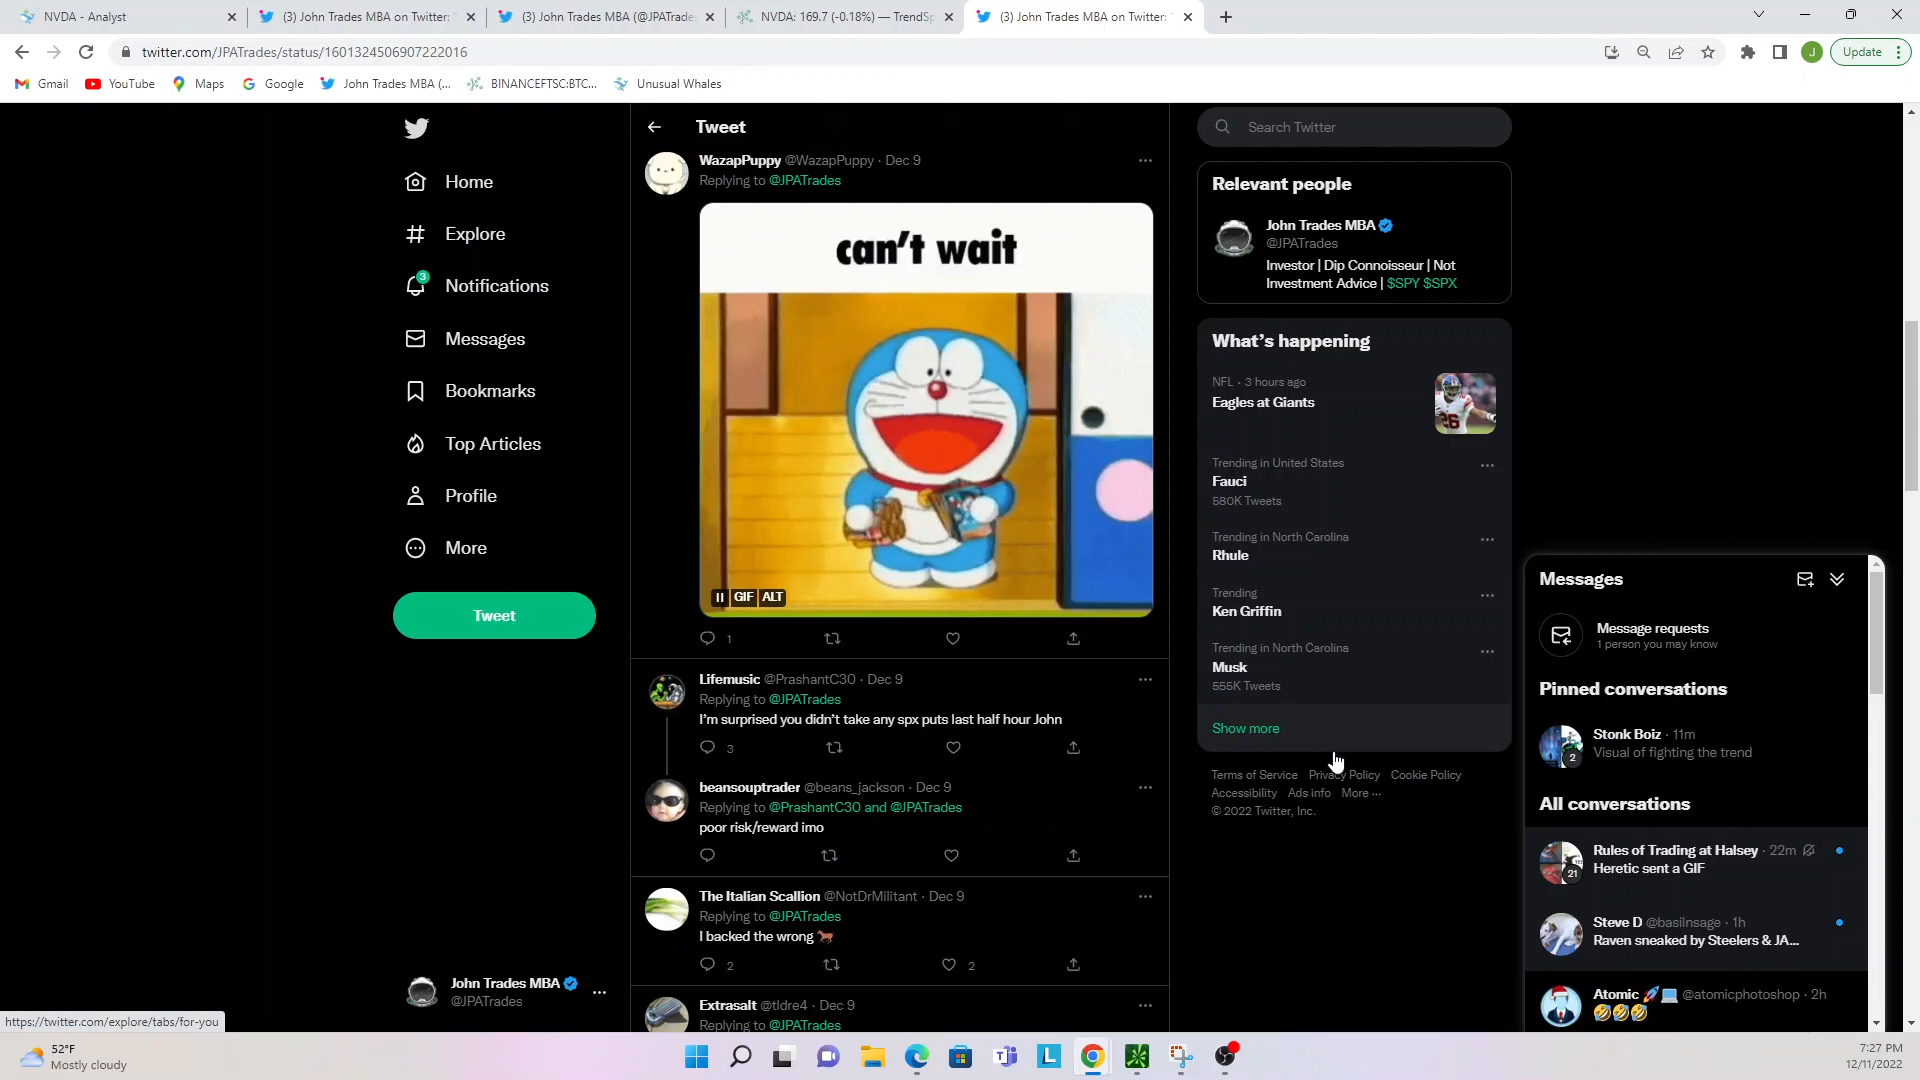 NVDA - Analyst
(3) John Trades MBA on Twitter: "
(3) John Trades MBA (@JPATrade
NVDA: 169.7 (-0.18%) — TrendSp
(3) John Trades MBA on Twitter: "
twitter.com/JPATrades/status/1601324506907222016
J
Update
Gmail
YouTube
Maps
Google
John Trades MBA (...
BINANCEFTSC:BTC...
Unusual Whales
Home
Explore
3
Notifications
Messages
Bookmarks
Top Articles
Profile
More
Tweet
John Trades MBA
@JPATrades
https://twitter.com/explore/tabs/for-you
Tweet
WazapPuppy @WazapPuppy · Dec 9
Replying to @JPATrades
can't wait
GIF ALT
1
Lifemusic @PrashantC30 · Dec 9
Replying to @JPATrades
I'm surprised you didn't take any spx puts last half hour John
3
beansouptrader @beans_jackson · Dec 9
Replying to @PrashantC30 and @JPATrades
poor risk/reward imo
The Italian Scallion @NotDrMilitant · Dec 9
Replying to @JPATrades
I backed the wrong 🐎
2 2
Extrasalt @tldre4 · Dec 9
Replying to @JPATrades
Search Twitter
Relevant people
John Trades MBA
@JPATrades
Investor | Dip Connoisseur | Not
Investment Advice | $SPY $SPX
What's happening
NFL · 3 hours ago
Eagles at Giants
26
Trending in United States
Fauci
580K Tweets
Trending in North Carolina
Rhule
Trending
Ken Griffin
Trending in North Carolina
Musk
555K Tweets
Show more
Terms of Service Privacy Policy Cookie Policy
Accessibility Ads info More ...
© 2022 Twitter, Inc.
Messages
Message requests
1 person you may know
Pinned conversations
Stonk Boiz · 11m
Visual of fighting the trend
2
All conversations
Rules of Trading at Halsey · 22m
Heretic sent a GIF
21
Steve D @basilnsage · 1h
Raven sneaked by Steelers & JA...
Atomic 🚀💻 @atomicphotoshop · 2h
🤣🤣🤣
52°F
Mostly cloudy
L
7:27 PM
12/11/2022